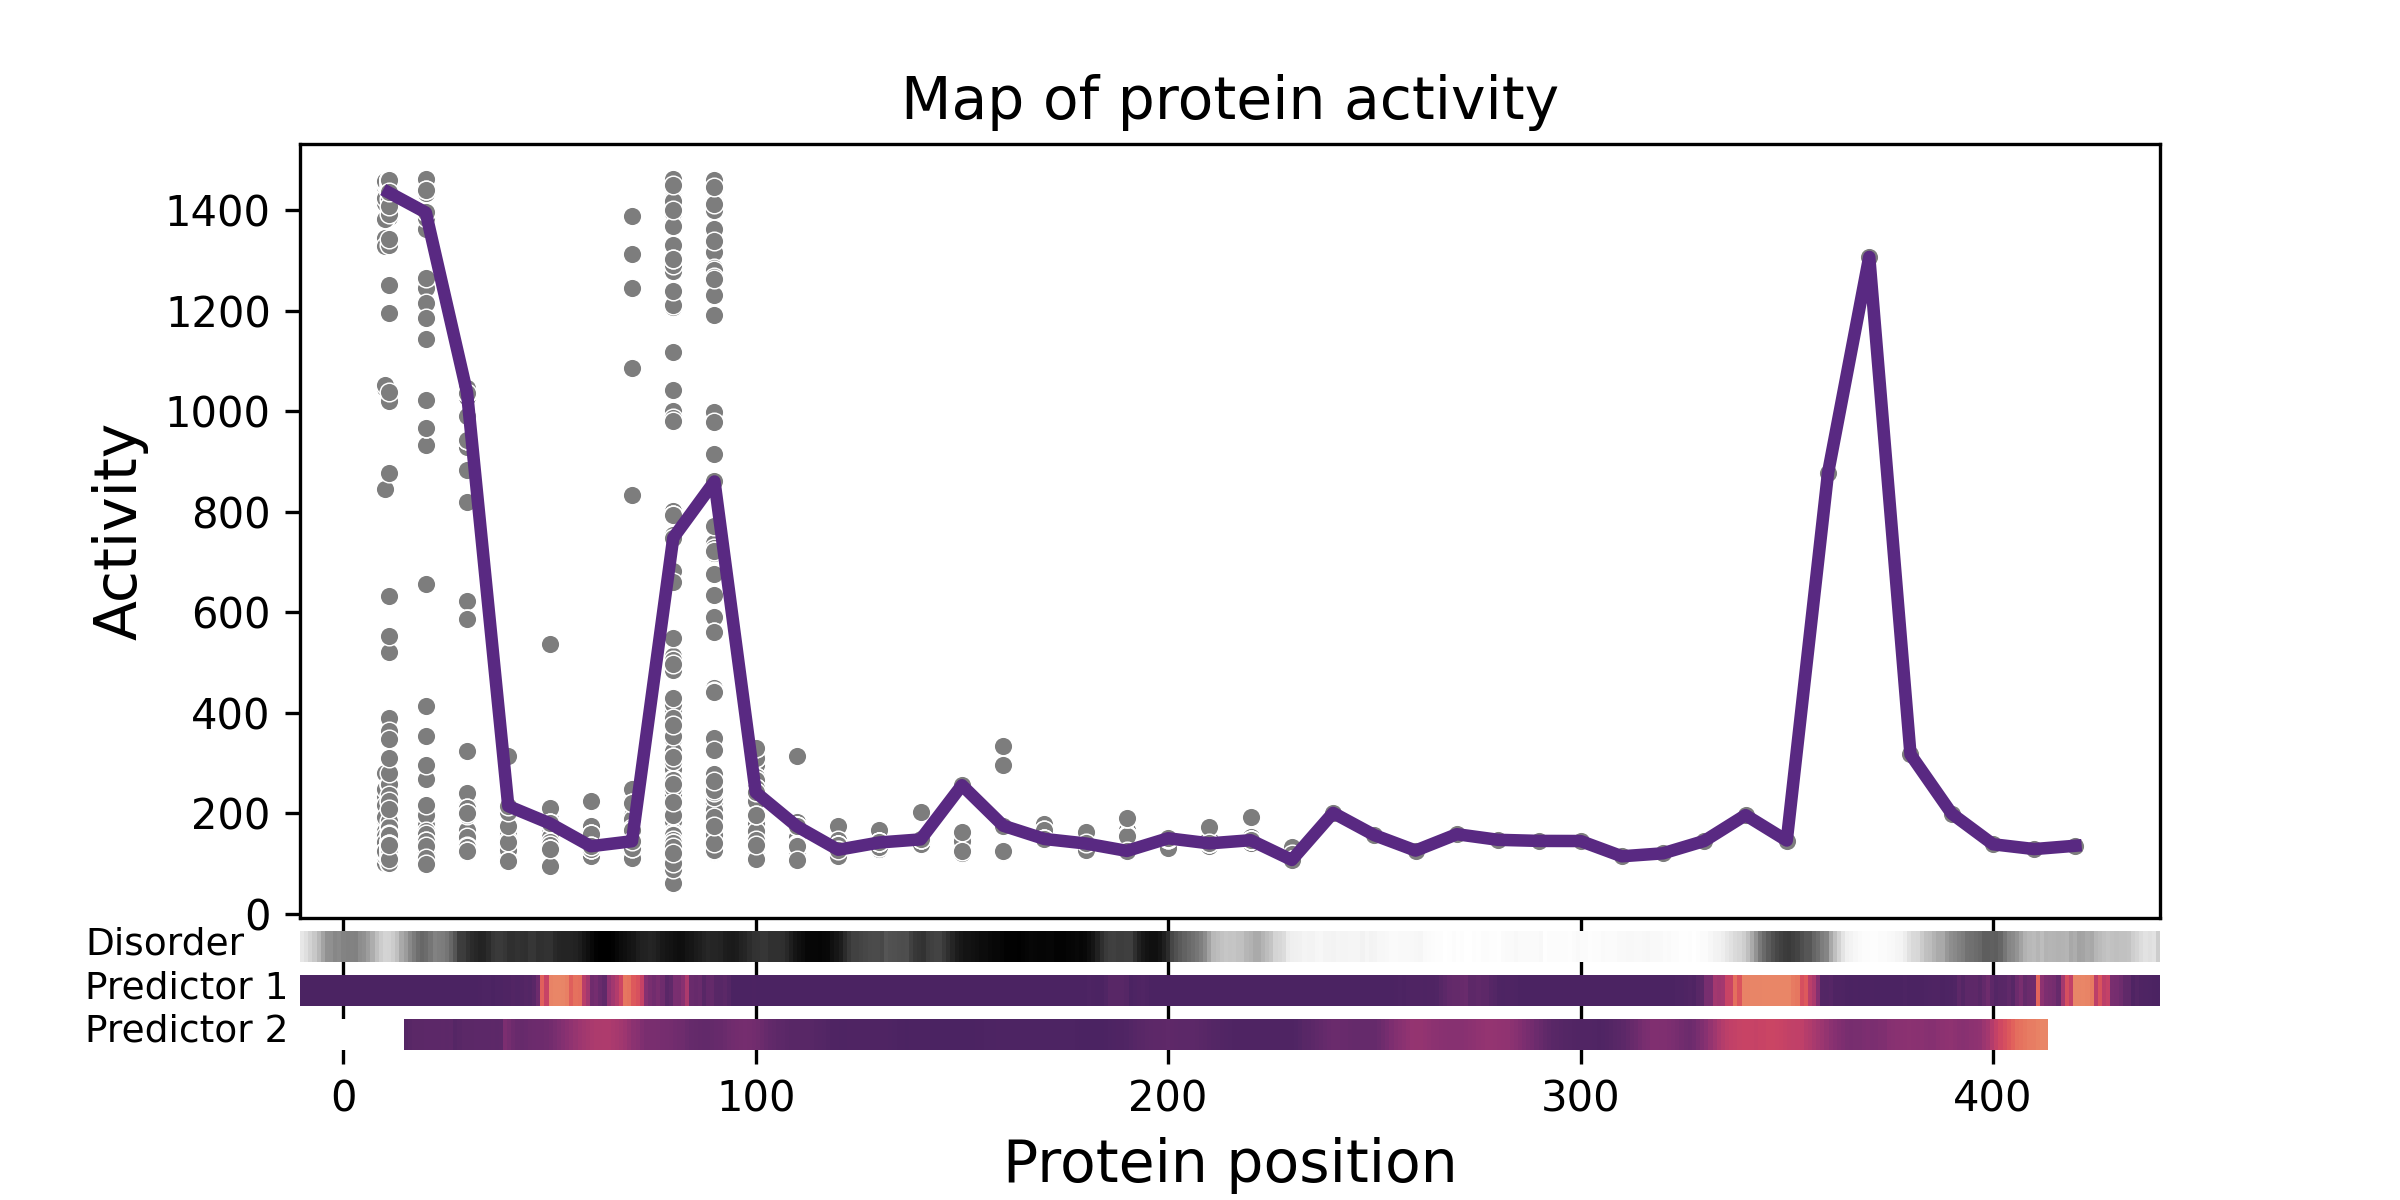 Map of protein activity
1400
1200
1000
800
600
400
200
0
Activity
Disorder
Predictor 1
Predictor 2
0 100 200 300 400
Protein position